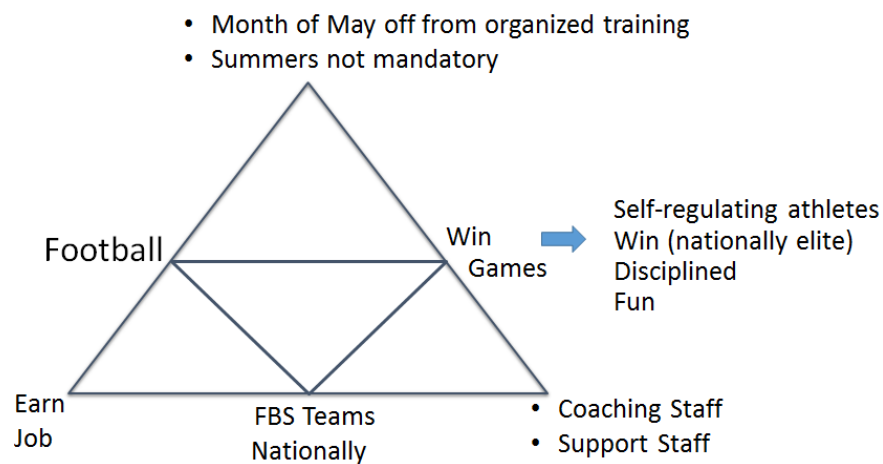 • Month of May off from organized training
• Summers not mandatory
Football
Win
Games
Self-regulating athletes
Win (nationally elite)
Disciplined
Fun
Earn
Job
FBS Teams
Nationally
• Coaching Staff
• Support Staff